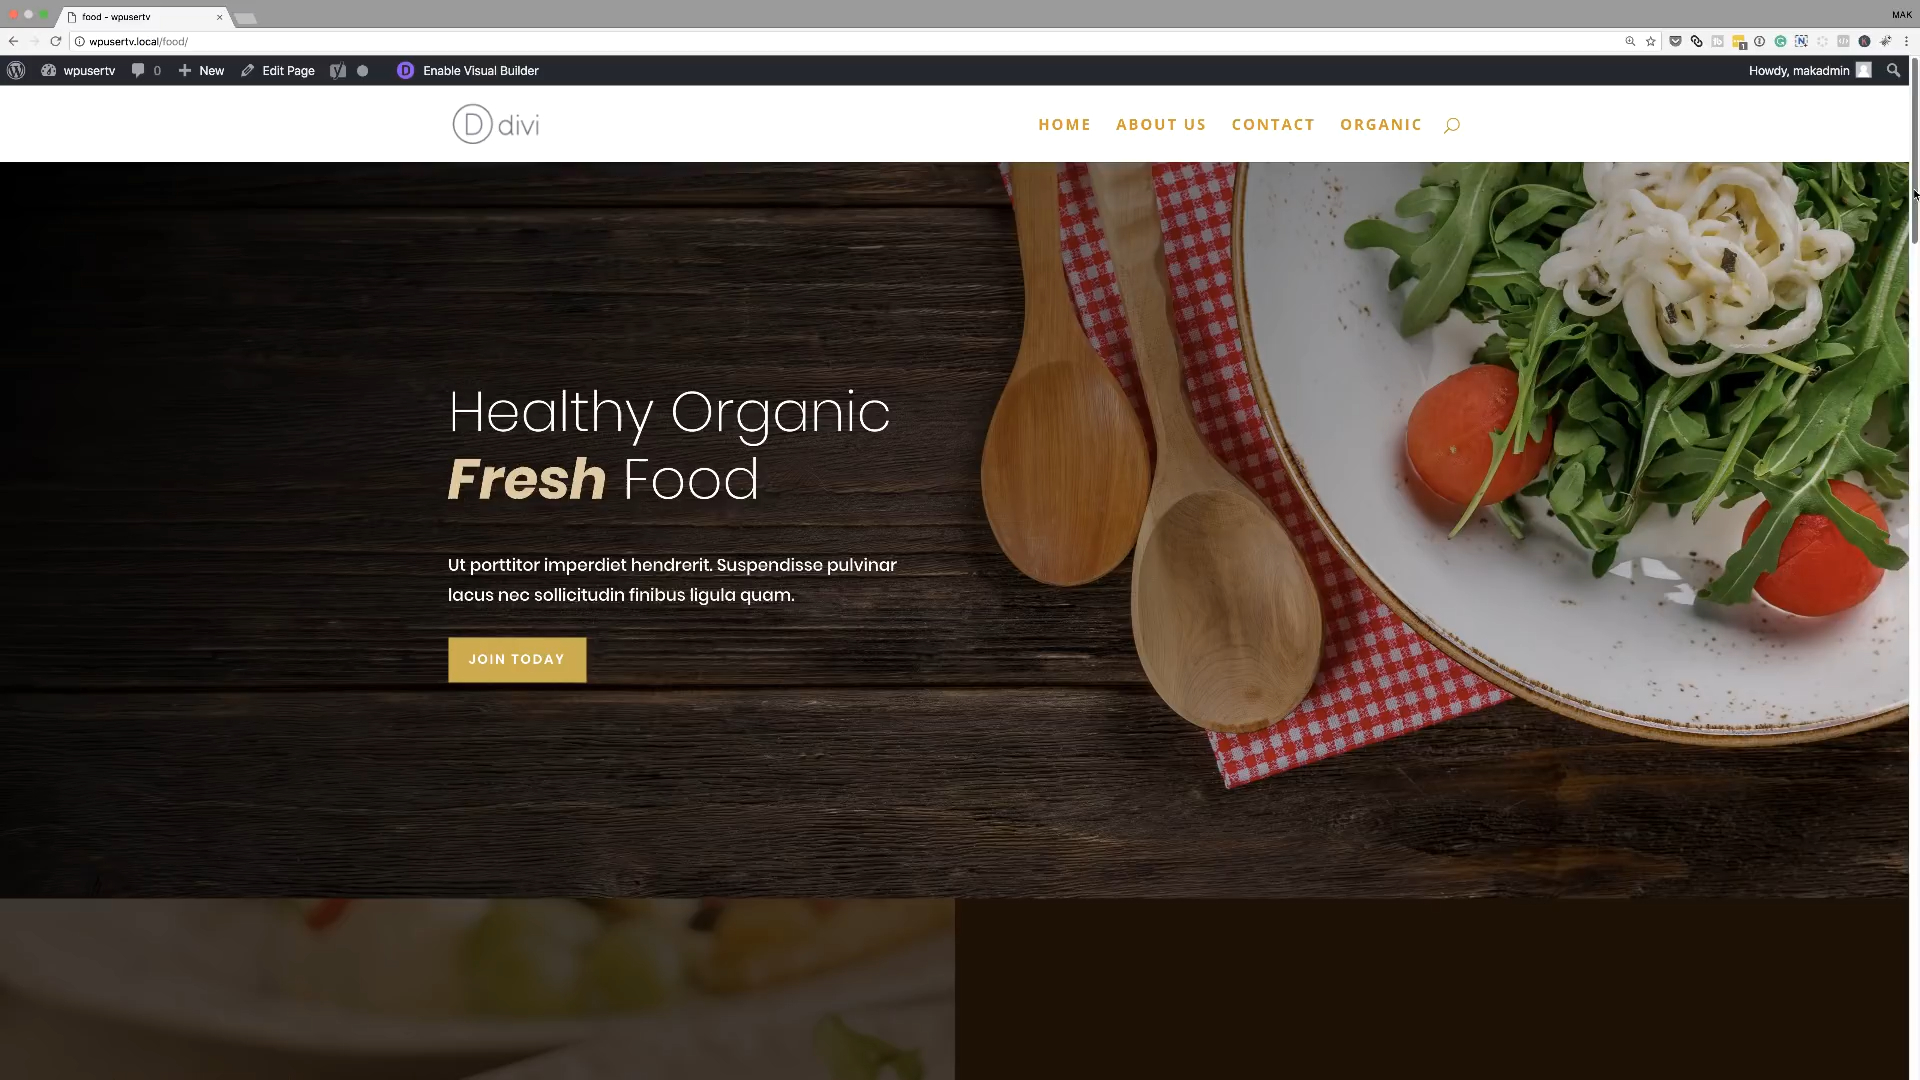 food - wpusertv
MAK
wpusertv.local/food/
wpusertv 0 New Edit Page Enable Visual Builder Howdy, makadmin
D divi
HOME ABOUT US CONTACT ORGANIC
Healthy Organic
Fresh Food
Ut porttitor imperdiet hendrerit. Suspendisse pulvinar
lacus nec sollicitudin finibus ligula quam.
JOIN TODAY